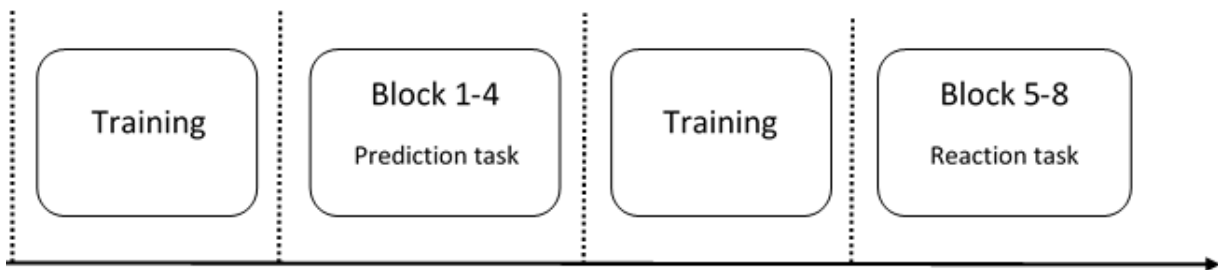 Training
Block 1-4
Prediction task
Training
Block 5-8
Reaction task